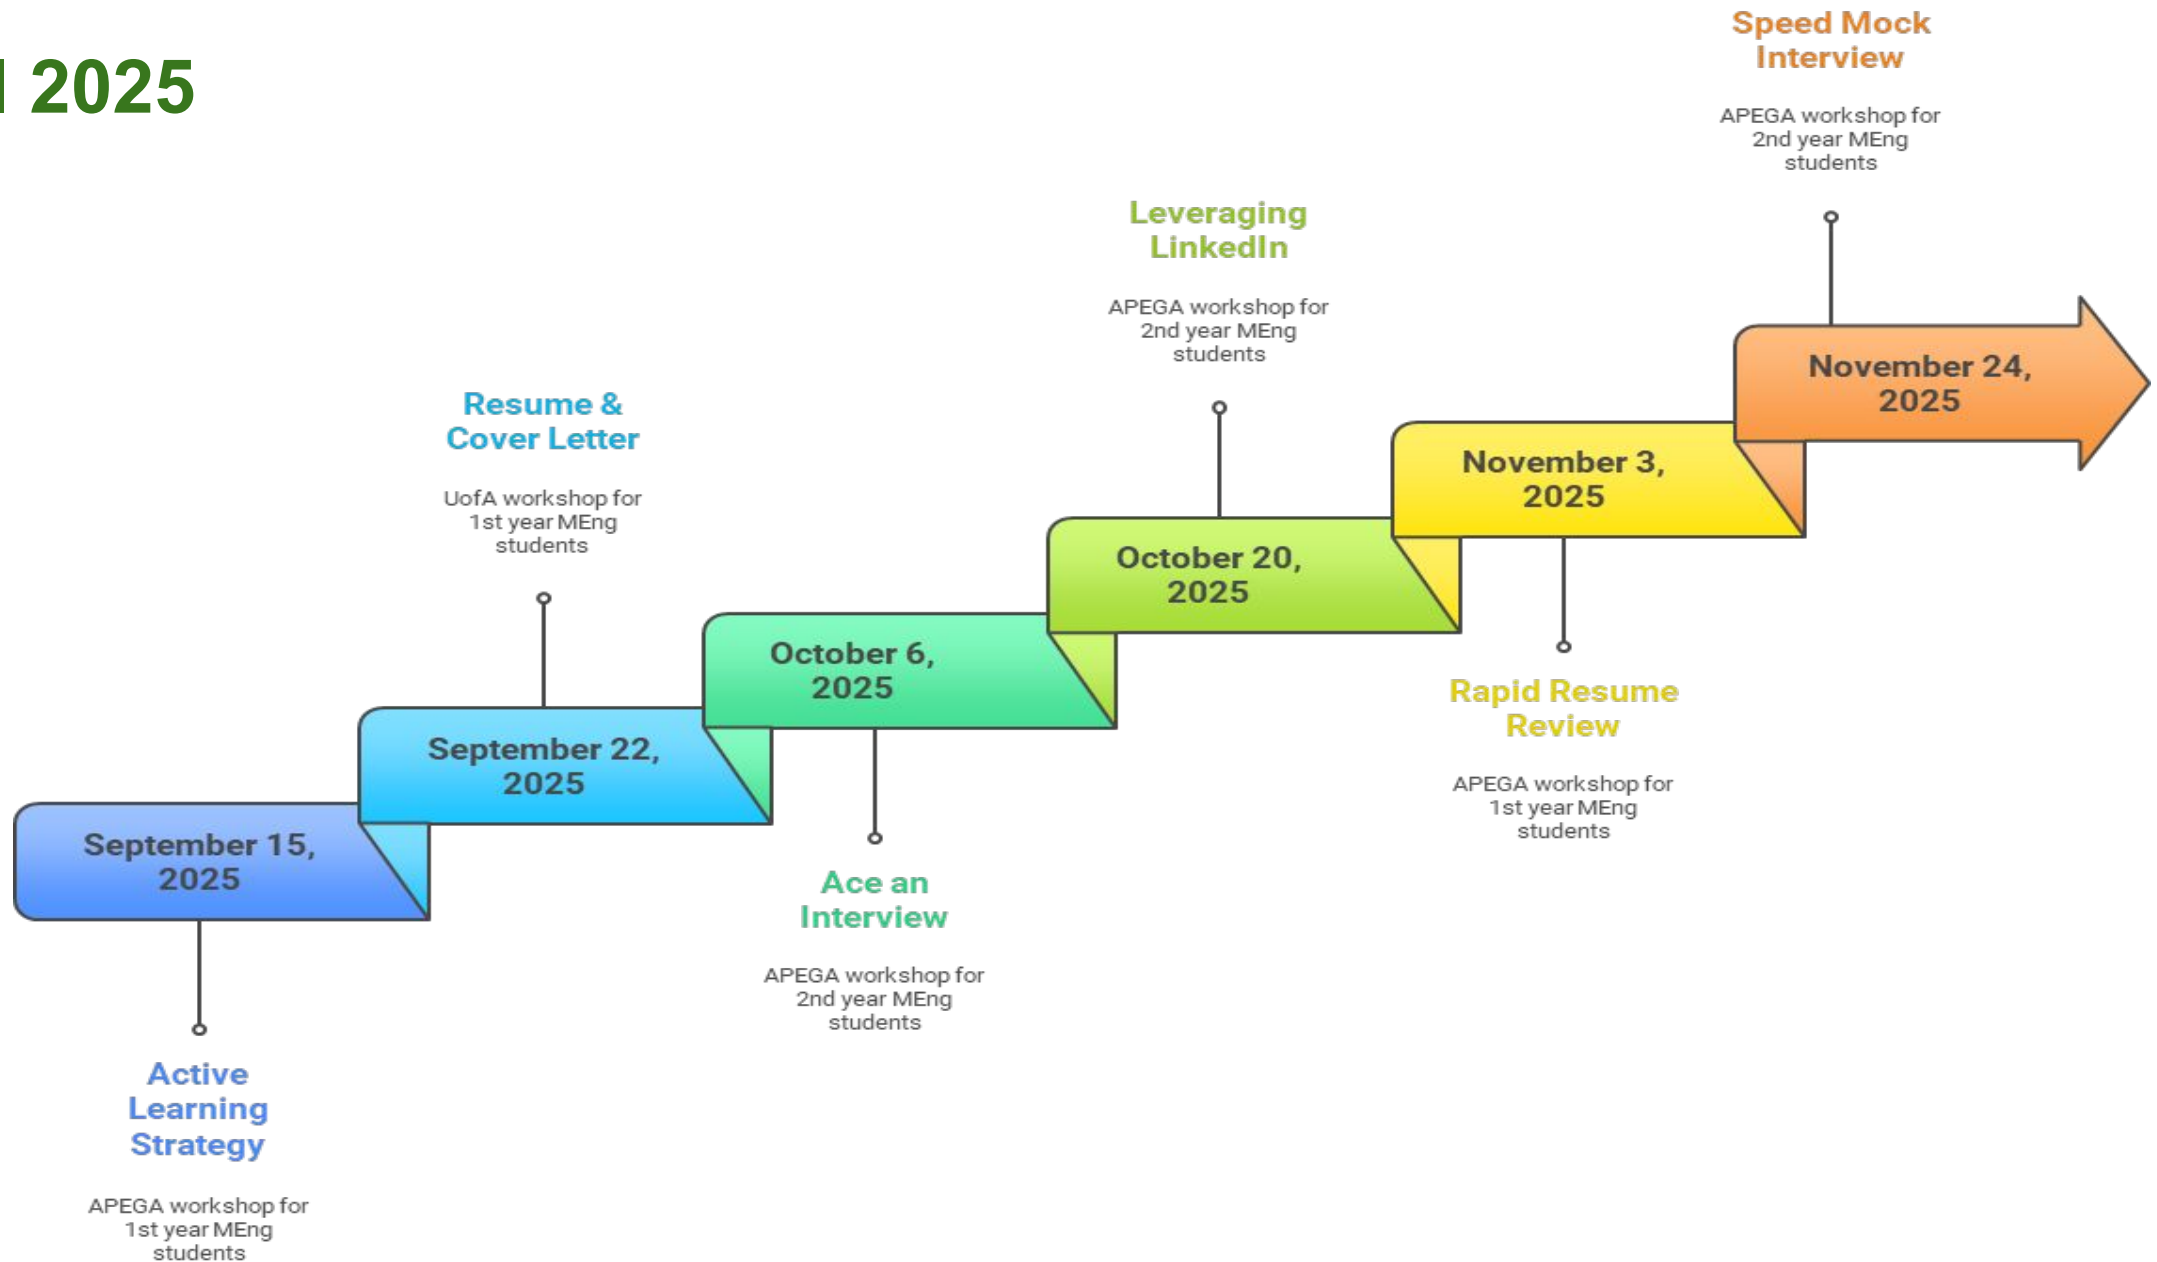 2025
Speed Mock
Interview
APEGA workshop for
2nd year MEng
students
Leveraging
LinkedIn
APEGA workshop for
2nd year MEng
students
November 24,
2025
Resume &
Cover Letter
UofA workshop for
1st year MEng
students
November 3,
2025
October 20,
2025
Rapid Resume
Review
APEGA workshop for
1st year MEng
students
October 6,
2025
September 22,
2025
Ace an
Interview
APEGA workshop for
2nd year MEng
students
September 15,
2025
Active
Learning
Strategy
APEGA workshop for
1st year MEng
students